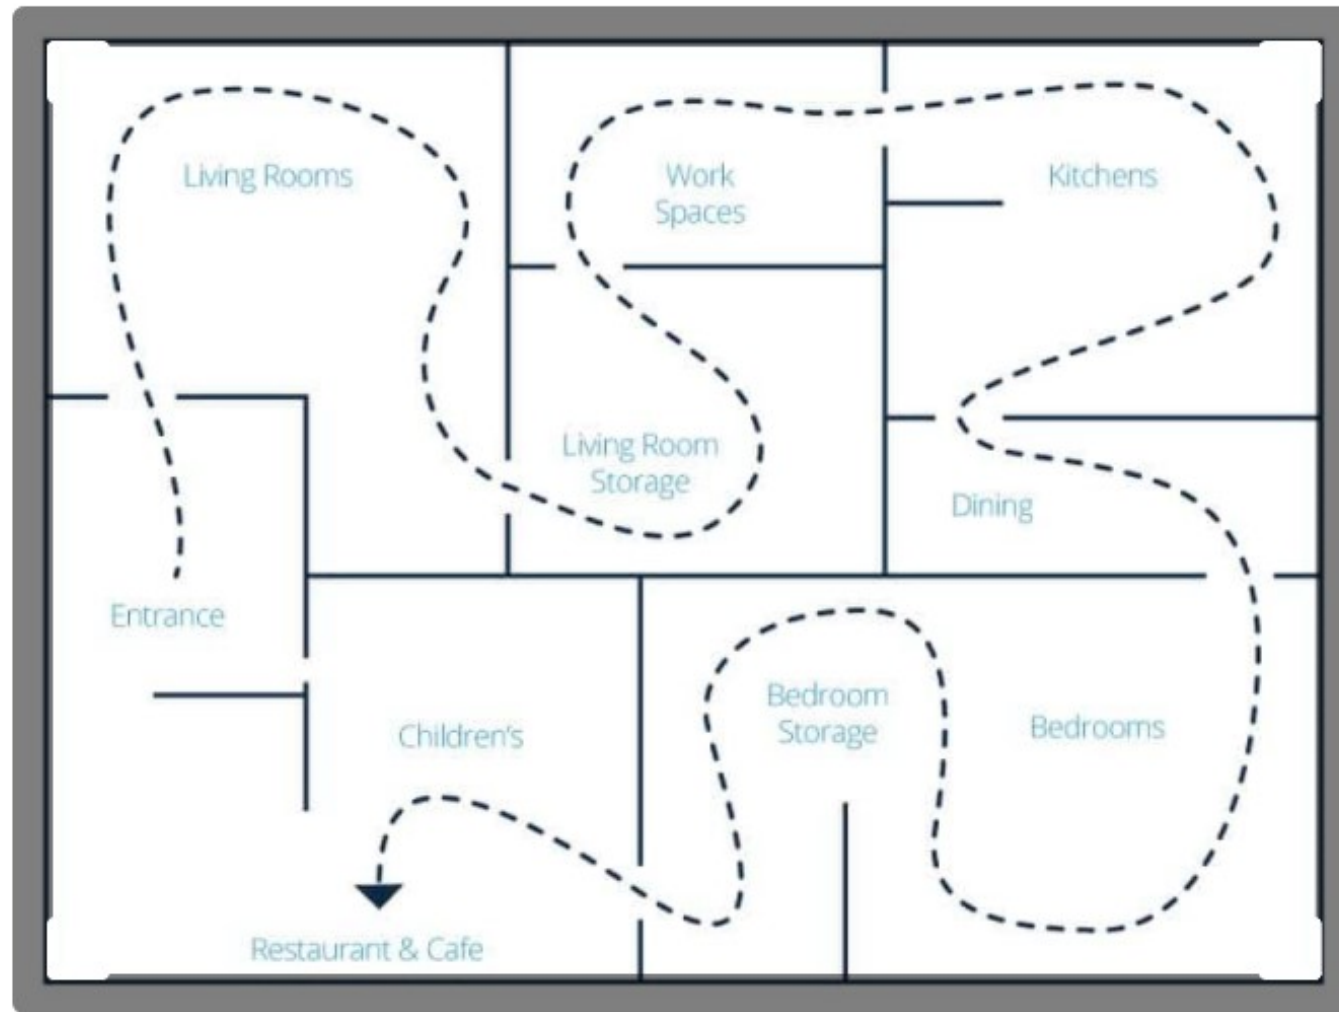 Living Rooms
Work
Spaces
Kitchens
Living Room
Storage
Dining
Entrance
Bedroom
Storage
Bedrooms
Children's
Restaurant & Cafe